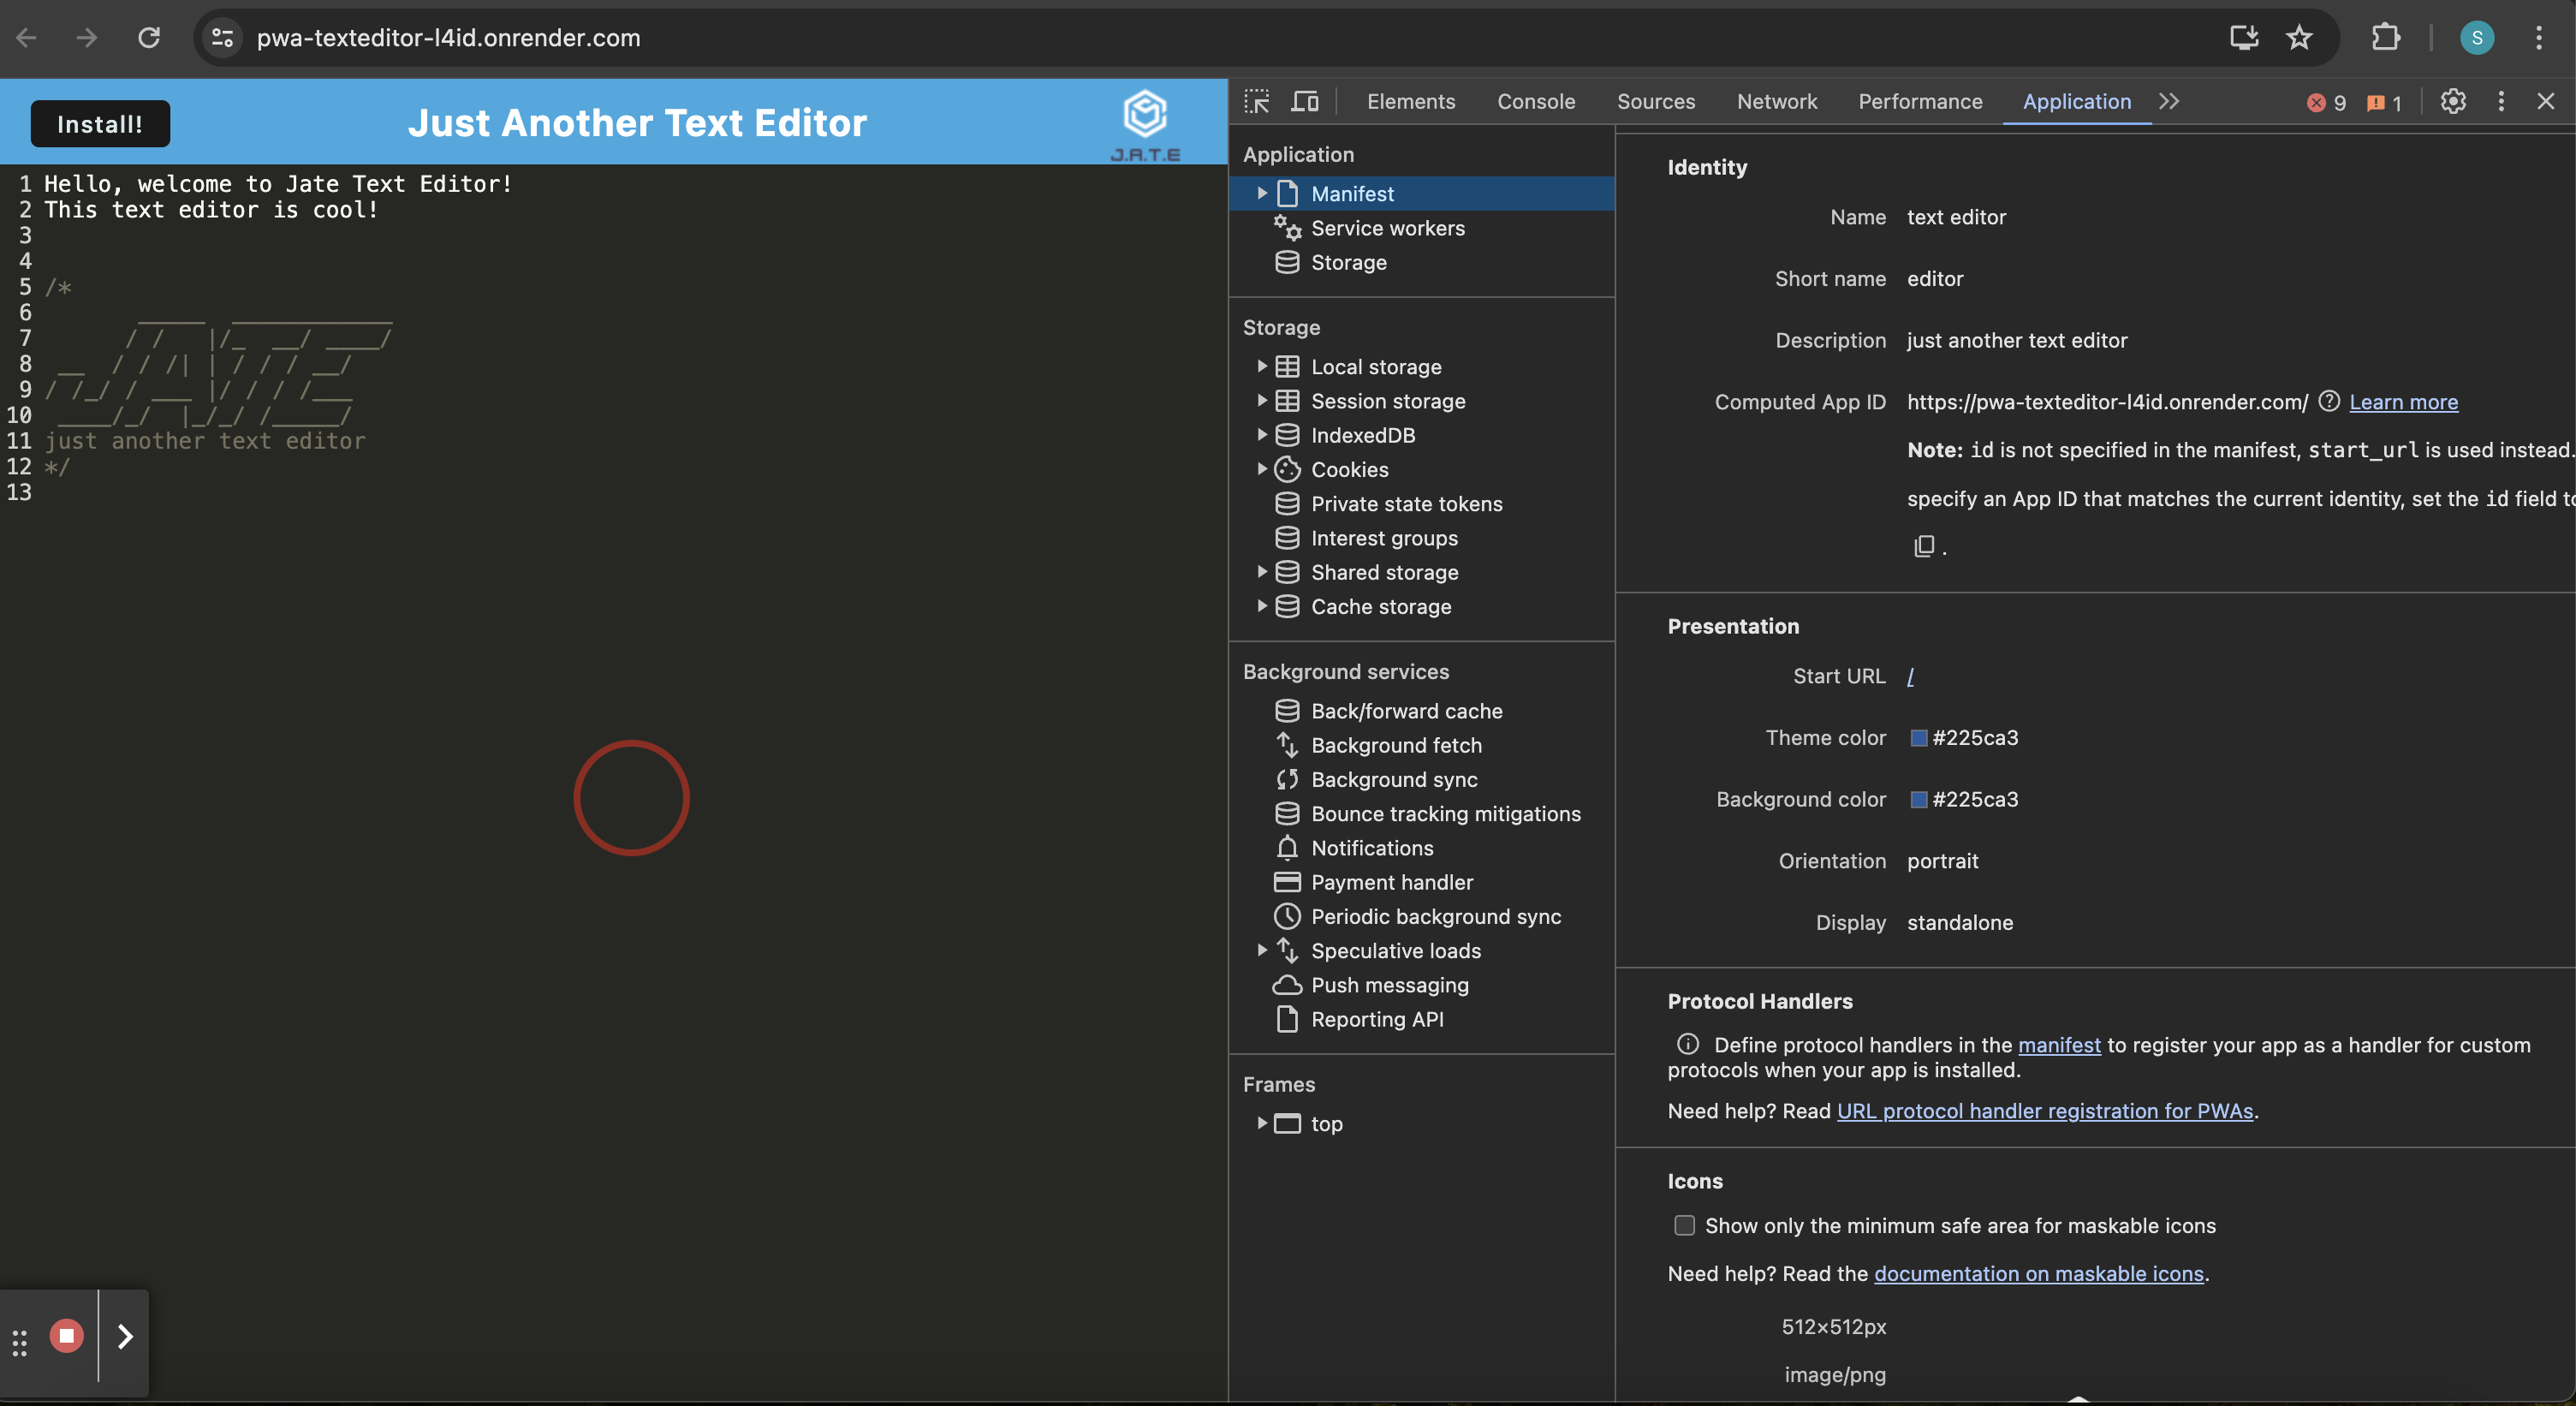 pwa-texteditor-l4id.onrender.com
S
Install!
Just Another Text Editor
J.A.T.E
1 Hello, welcome to Jate Text Editor!
2 This text editor is cool!
3
4
5 /*
6
7
8
9
10
11 just another text editor
12 */
13
Elements Console Sources Network Performance Application 9 1
Application
Manifest
Service workers
Storage
Storage
Local storage
Session storage
IndexedDB
Cookies
Private state tokens
Interest groups
Shared storage
Cache storage
Background services
Back/forward cache
Background fetch
Background sync
Bounce tracking mitigations
Notifications
Payment handler
Periodic background sync
Speculative loads
Push messaging
Reporting API
Frames
top
Identity
Name text editor
Short name editor
Description just another text editor
Computed App ID https://pwa-texteditor-l4id.onrender.com/ Learn more
Note: id is not specified in the manifest, start_url is used instead.
specify an App ID that matches the current identity, set the id field
.
Presentation
Start URL /
Theme color #225ca3
Background color #225ca3
Orientation portrait
Display standalone
Protocol Handlers
Define protocol handlers in the manifest to register your app as a handler for custom
protocols when your app is installed.
Need help? Read URL protocol handler registration for PWAs.
Icons
Show only the minimum safe area for maskable icons
Need help? Read the documentation on maskable icons.
512×512px
image/png